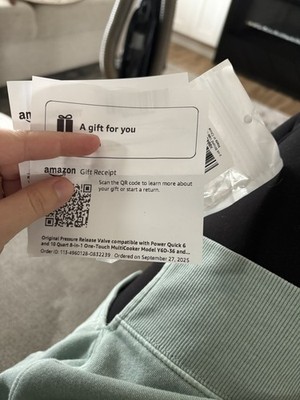 A gift for you
amazon Gift Receipt
Scan the QR code to learn more about
your gift or start a return.
Original Pressure Release Valve compatible with Power Quick 6
and 10 Quart 8-in-1 One-Touch MultiCooker Model Y6D-36 and...
Order ID: 113-4960128-0632239 Ordered on September 27, 2025